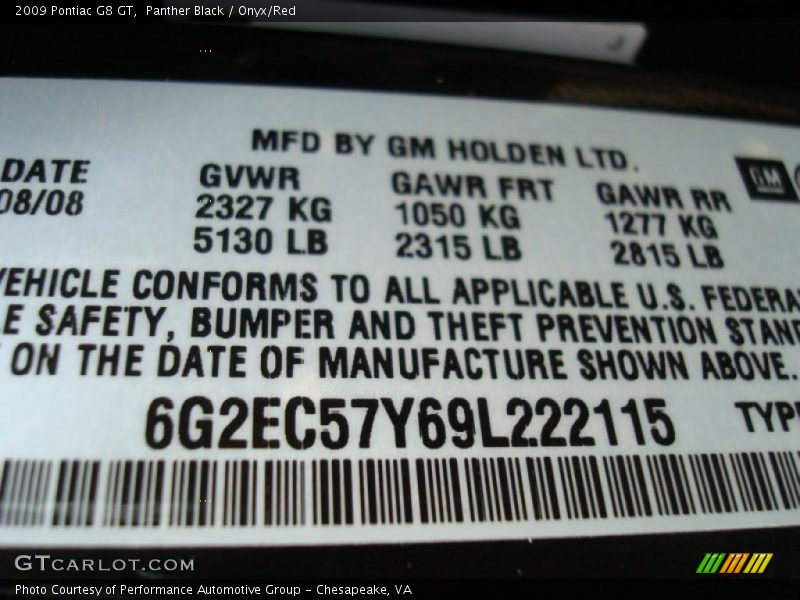 2009 Pontiac G8 GT,  Panther Black / Onyx/Red
MFD BY GM HOLDEN LTD.
DATE GVWR GAWR FRT GAWR RR GM
08/08 2327 KG 1050 KG 1277 KG
5130 LB 2315 LB 2815 LB
VEHICLE CONFORMS TO ALL APPLICABLE U.S. FEDERA
E SAFETY, BUMPER AND THEFT PREVENTION STAND
ON THE DATE OF MANUFACTURE SHOWN ABOVE.
6G2EC57Y69L222115 TYPE
GTCARLOT.COM
Photo Courtesy of Performance Automotive Group - Chesapeake, VA